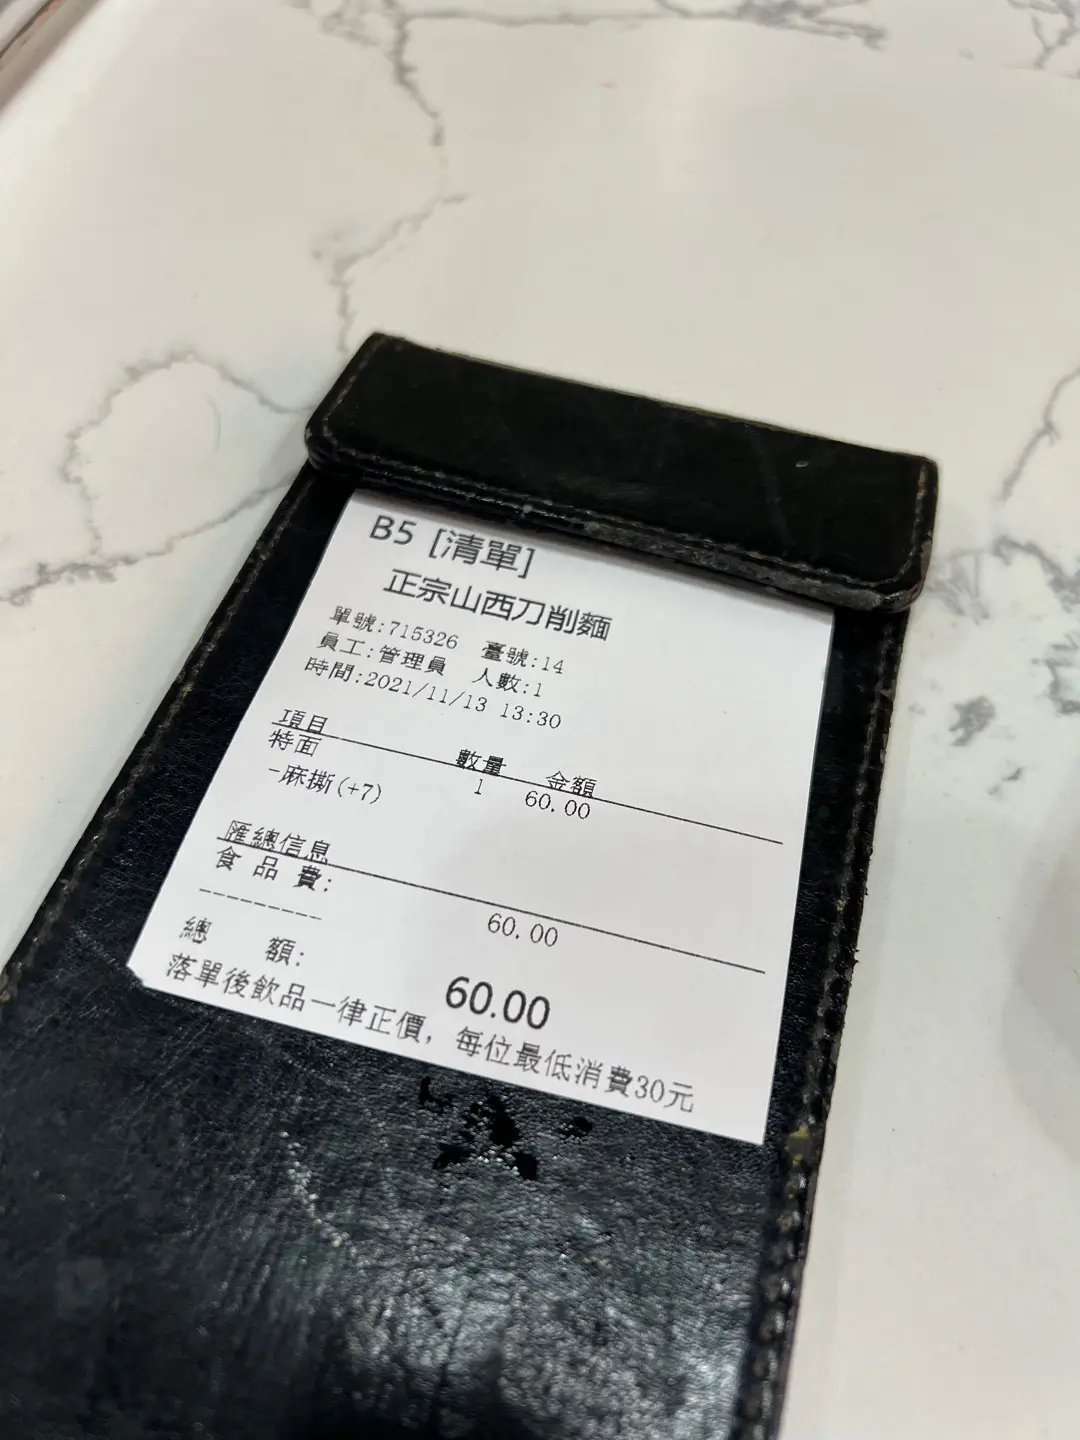 B5 [清單]
正宗山西刀削麵
單號:715326 臺號:14
員工:管理員 人數:1
時間:2021/11/13 13:30
項目 數量 金額
特面 1 60.00
-麻撕(+7)
匯總信息
食品費: 60.00
---------
總 額: 60.00
落單後飲品一律正價，每位最低消費30元